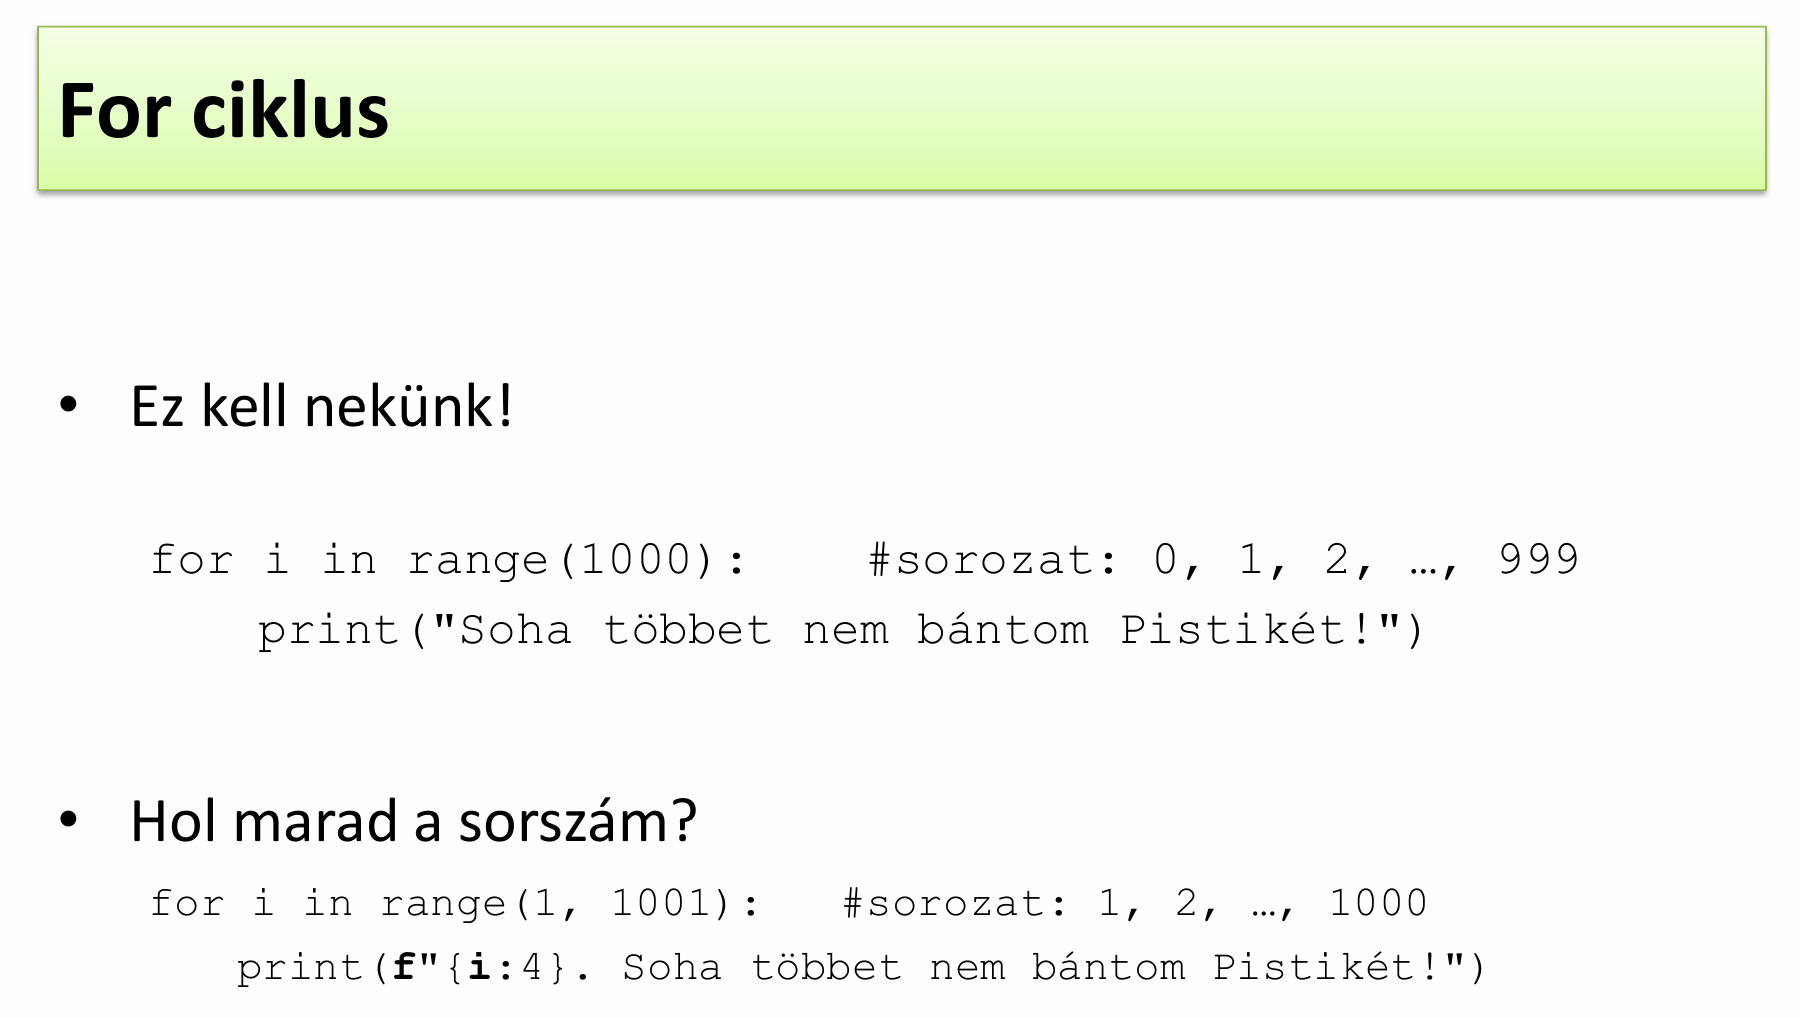 For ciklus
• Ez kell nekünk!
for i in range(1000):    #sorozat: 0, 1, 2, …, 999
    print("Soha többet nem bántom Pistikét!")
• Hol marad a sorszám?
for i in range(1, 1001):   #sorozat: 1, 2, …, 1000
    print(f"{i:4}. Soha többet nem bántom Pistikét!")